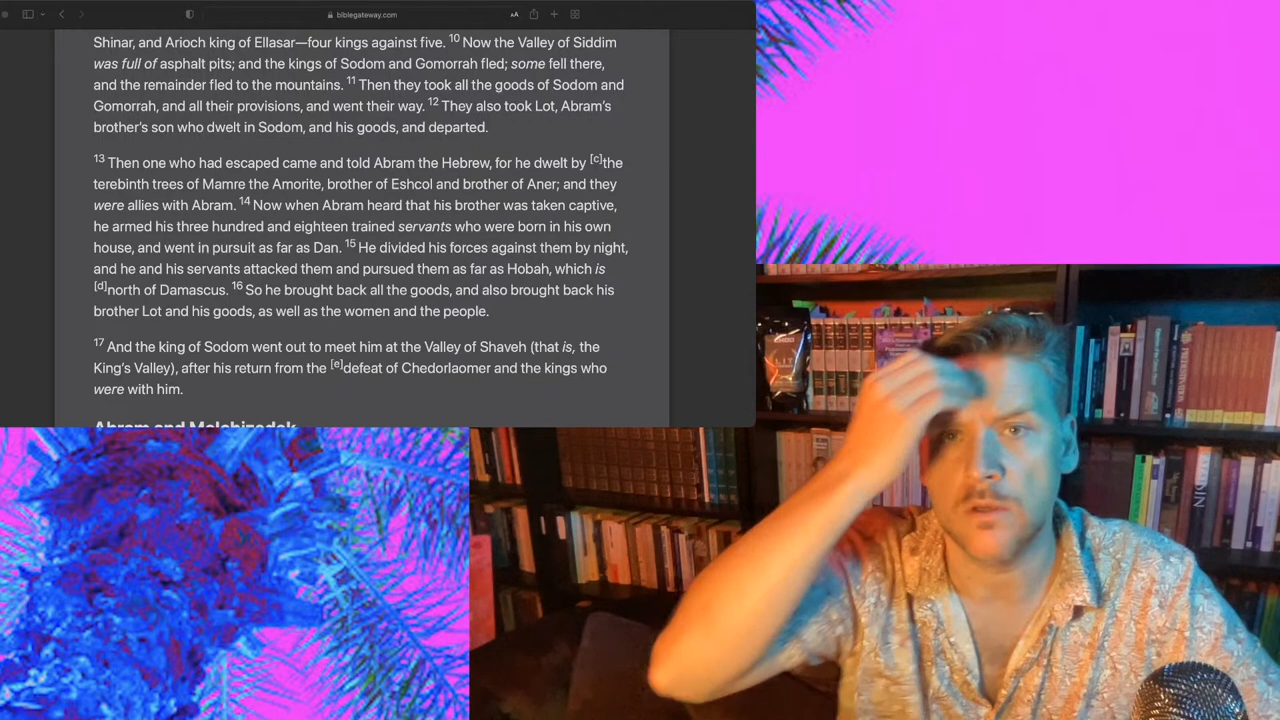 biblegateway.com
Shinar, and Arioch king of Ellasar—four kings against five. 10 Now the Valley of Siddim
was full of asphalt pits; and the kings of Sodom and Gomorrah fled; some fell there,
and the remainder fled to the mountains. 11 Then they took all the goods of Sodom and
Gomorrah, and all their provisions, and went their way. 12 They also took Lot, Abram’s
brother’s son who dwelt in Sodom, and his goods, and departed.
13 Then one who had escaped came and told Abram the Hebrew, for he dwelt by [c]the
terebinth trees of Mamre the Amorite, brother of Eshcol and brother of Aner; and they
were allies with Abram. 14 Now when Abram heard that his brother was taken captive,
he armed his three hundred and eighteen trained servants who were born in his own
house, and went in pursuit as far as Dan. 15 He divided his forces against them by night,
and he and his servants attacked them and pursued them as far as Hobah, which is
[d]north of Damascus. 16 So he brought back all the goods, and also brought back his
brother Lot and his goods, as well as the women and the people.
17 And the king of Sodom went out to meet him at the Valley of Shaveh (that is, the
King’s Valley), after his return from the [e]defeat of Chedorlaomer and the kings who
were with him.
Abram and Melchizedek